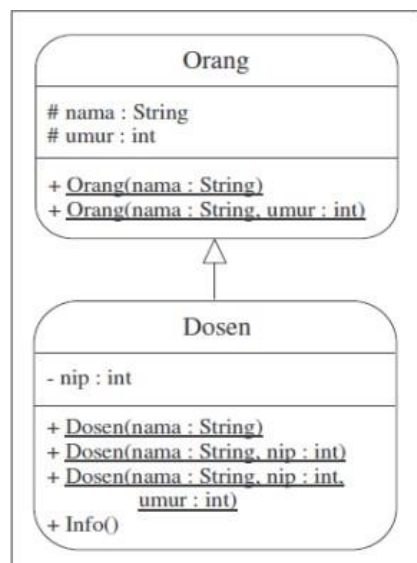 Orang
# nama : String
# umur : int
+ Orang(nama : String)
+ Orang(nama : String, umur : int)
Dosen
- nip : int
+ Dosen(nama : String)
+ Dosen(nama : String, nip : int)
+ Dosen(nama : String, nip : int,
umur : int)
+ Info()